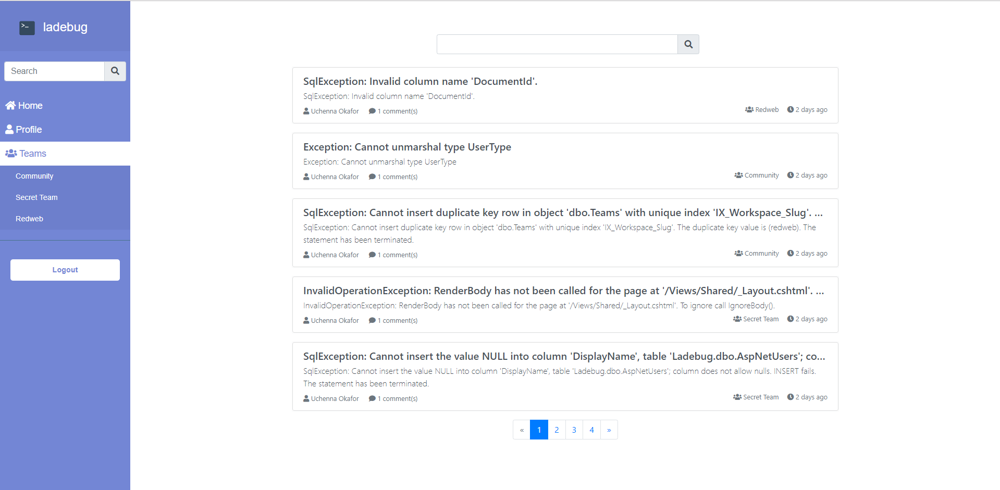 >_ ladebug
Search
Home
Profile
Teams
Community
Secret Team
Redweb
Logout
SqlException: Invalid column name 'DocumentId'.
SqlException: Invalid column name 'DocumentId'.
Uchenna Okafor 1 comment(s) Redweb 2 days ago
Exception: Cannot unmarshal type UserType
Exception: Cannot unmarshal type UserType
Uchenna Okafor 1 comment(s) Community 2 days ago
SqlException: Cannot insert duplicate key row in object 'dbo.Teams' with unique index 'IX_Workspace_Slug'. ...
SqlException: Cannot insert duplicate key row in object 'dbo.Teams' with unique index 'IX_Workspace_Slug'. The duplicate key value is (redweb). The
statement has been terminated.
Uchenna Okafor 1 comment(s) Community 2 days ago
InvalidOperationException: RenderBody has not been called for the page at '/Views/Shared/_Layout.cshtml'. ...
InvalidOperationException: RenderBody has not been called for the page at '/Views/Shared/_Layout.cshtml'. To ignore call IgnoreBody().
Uchenna Okafor 1 comment(s) Secret Team 2 days ago
SqlException: Cannot insert the value NULL into column 'DisplayName', table 'Ladebug.dbo.AspNetUsers'; co...
SqlException: Cannot insert the value NULL into column 'DisplayName', table 'Ladebug.dbo.AspNetUsers'; column does not allow nulls. INSERT fails.
The statement has been terminated.
Uchenna Okafor 1 comment(s) Secret Team 2 days ago
« 1 2 3 4 »